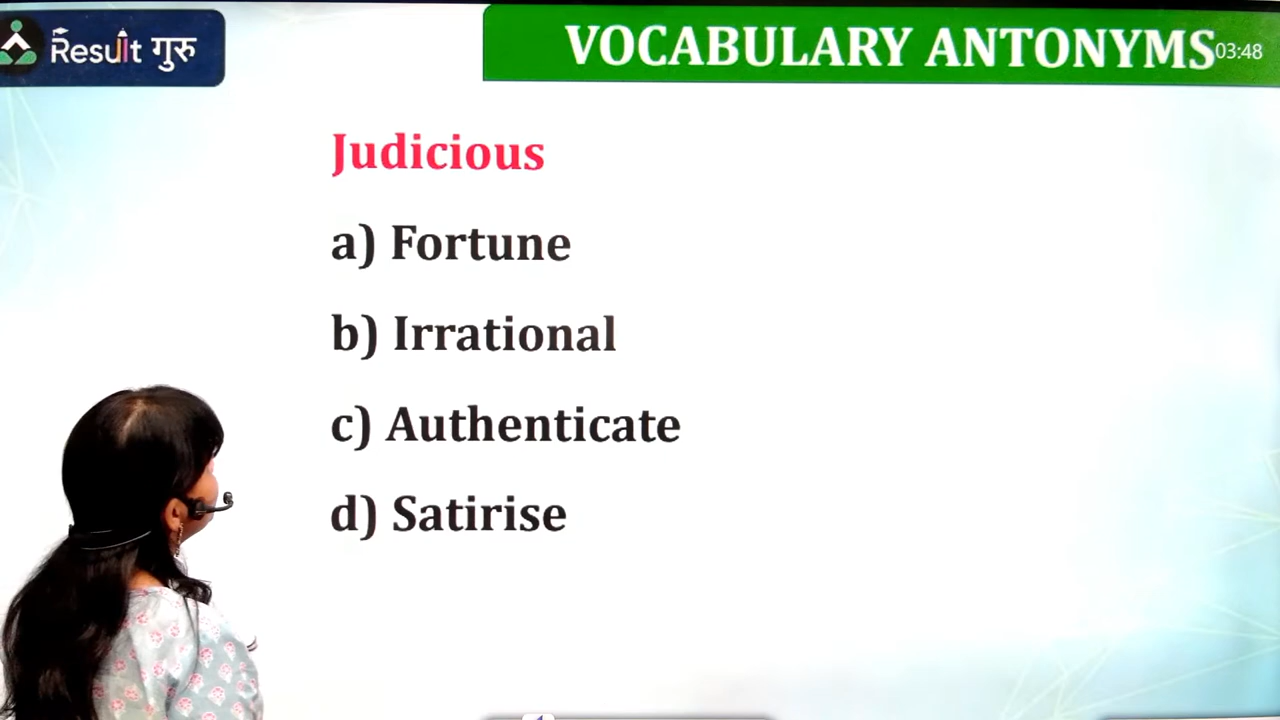 Result गुरु
VOCABULARY ANTONYMS
03:48
Judicious
a) Fortune
b) Irrational
c) Authenticate
d) Satirise